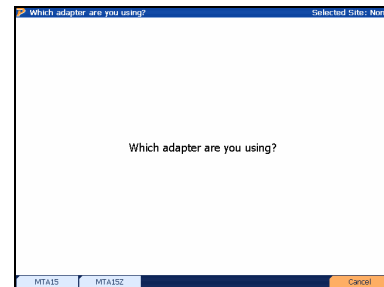 Which adapter are you using? Selected Site: Non
Which adapter are you using?
MTA15 MTA15Z Cancel